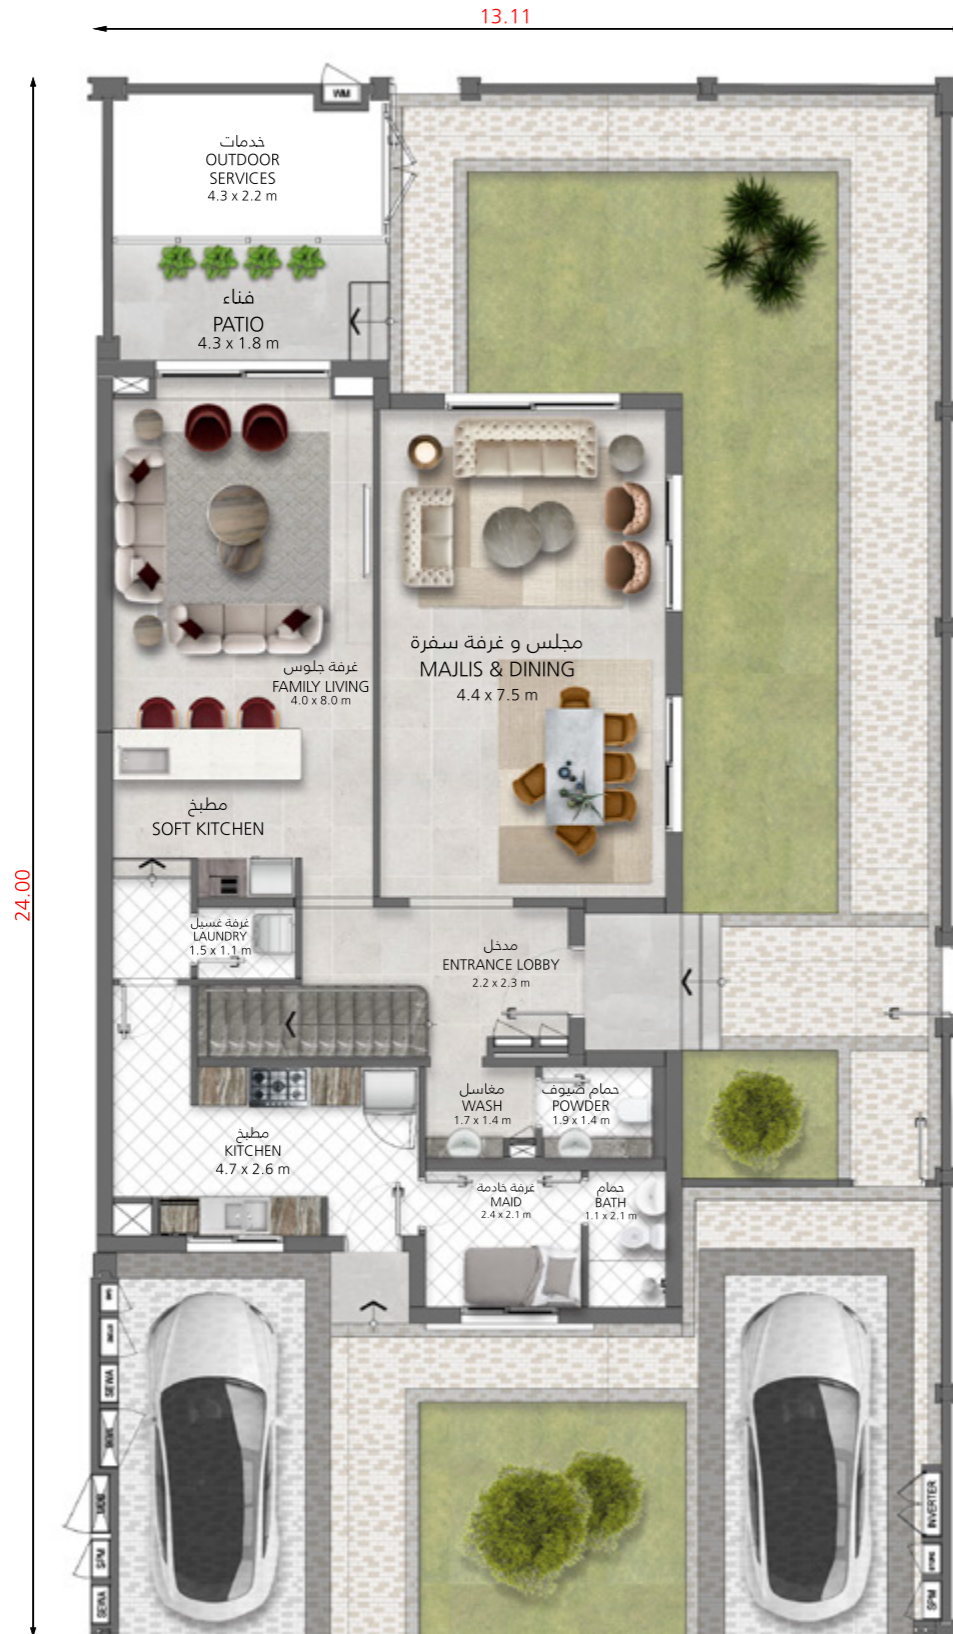 13.11
24.00
WM
خدمات
OUTDOOR
SERVICES
4.3 x 2.2 m
فناء
PATIO
4.3 x 1.8 m
غرفة جلوس
FAMILY LIVING
4.0 x 8.0 m
مجلس و غرفة سفرة
MAJLIS & DINING
4.4 x 7.5 m
مطبخ
SOFT KITCHEN
غرفة غسيل
LAUNDRY
1.5 x 1.1 m
مدخل
ENTRANCE LOBBY
2.2 x 2.3 m
مغاسل
WASH
1.7 x 1.4 m
حمام ضيوف
POWDER
1.9 x 1.4 m
مطبخ
KITCHEN
4.7 x 2.6 m
غرفة خادمة
MAID
2.4 x 2.1 m
حمام
BATH
1.1 x 2.1 m
SEWA
SPM
SEWA
INVERTER
SPM